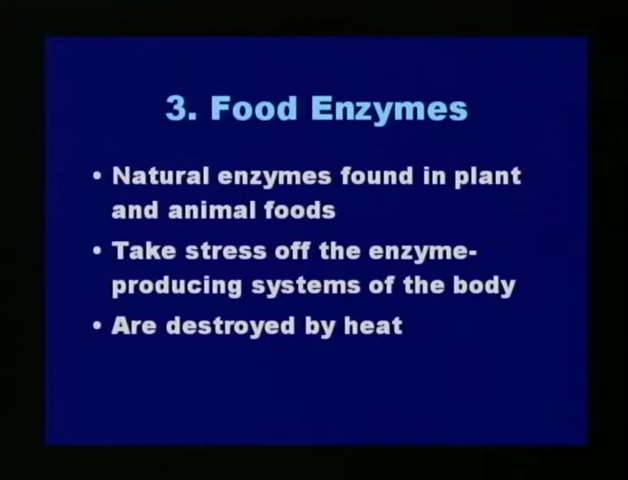 3. Food Enzymes
• Natural enzymes found in plant
and animal foods
• Take stress off the enzyme-
producing systems of the body
• Are destroyed by heat